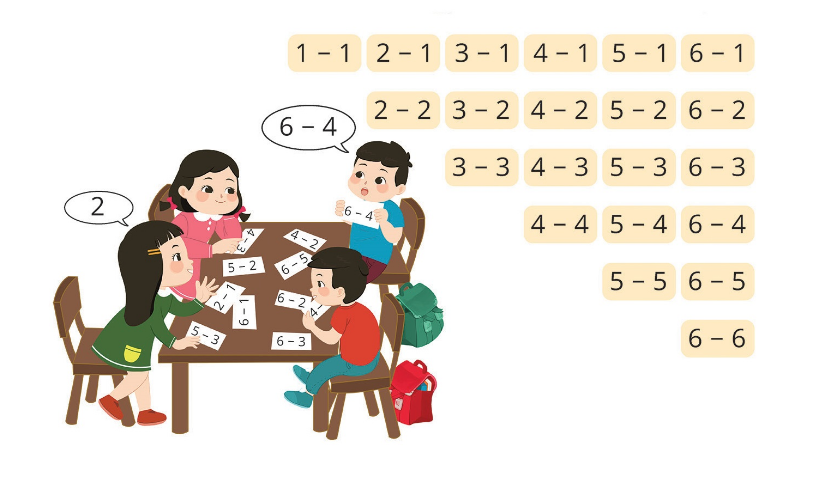 1 − 1 2 − 1 3 − 1 4 − 1 5 − 1 6 − 1
2 − 2 3 − 2 4 − 2 5 − 2 6 − 2
6 − 4
3 − 3 4 − 3 5 − 3 6 − 3
2
6 − 4
4 − 4 5 − 4 6 − 4
4 − 3
4 − 2
5 − 2
6 − 5
5 − 5 6 − 5
2 − 1
6 − 1
6 − 2
4 −
5 − 3
6 − 3
6 − 6